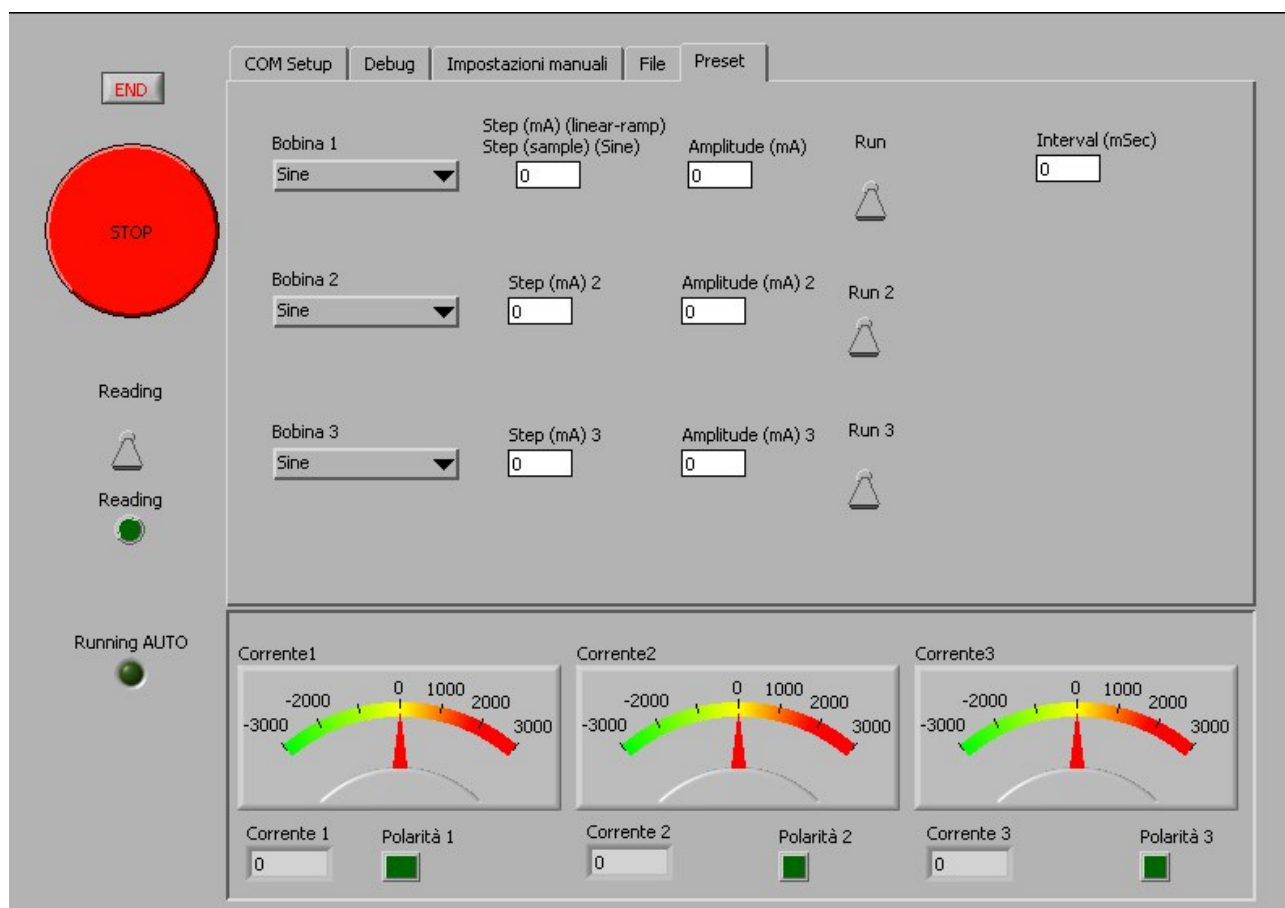 COM Setup
Debug
Impostazioni manuali
File
Preset
END
STOP
Reading
Reading
Running AUTO
Bobina 1
Sine
Step (mA) (linear-ramp)
Step (sample) (Sine)
0
Amplitude (mA)
0
Run
Interval (mSec)
0
Bobina 2
Sine
Step (mA) 2
0
Amplitude (mA) 2
0
Run 2
Bobina 3
Sine
Step (mA) 3
0
Amplitude (mA) 3
0
Run 3
Corrente1
-3000
-2000
0
1000
2000
3000
Corrente 1
0
Polarità 1
Corrente2
-3000
-2000
0
1000
2000
3000
Corrente 2
0
Polarità 2
Corrente3
-3000
-2000
0
1000
2000
3000
Corrente 3
0
Polarità 3